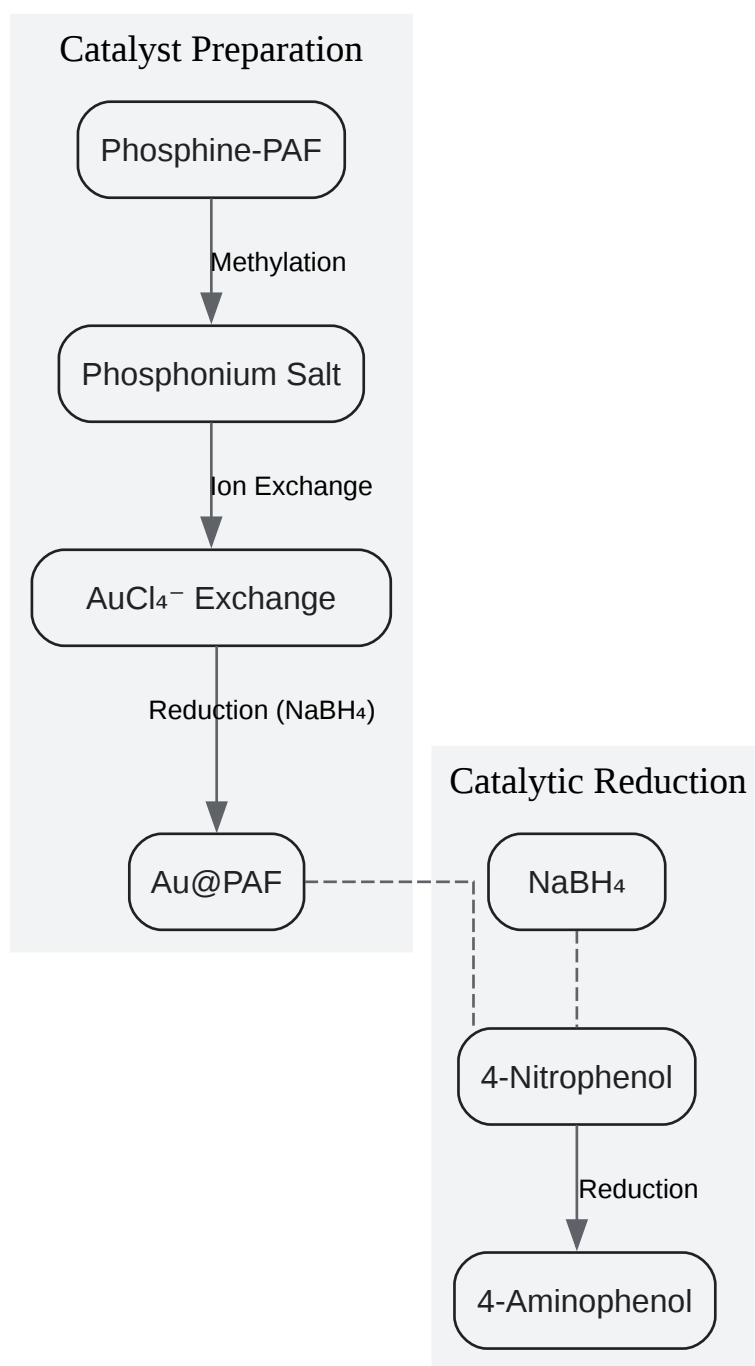 Catalyst Preparation
Phosphine-PAF
Methylation
Phosphonium Salt
Ion Exchange
AuCl₄⁻ Exchange
Reduction (NaBH₄)
Au@PAF
Catalytic Reduction
NaBH₄
4-Nitrophenol
Reduction
4-Aminophenol